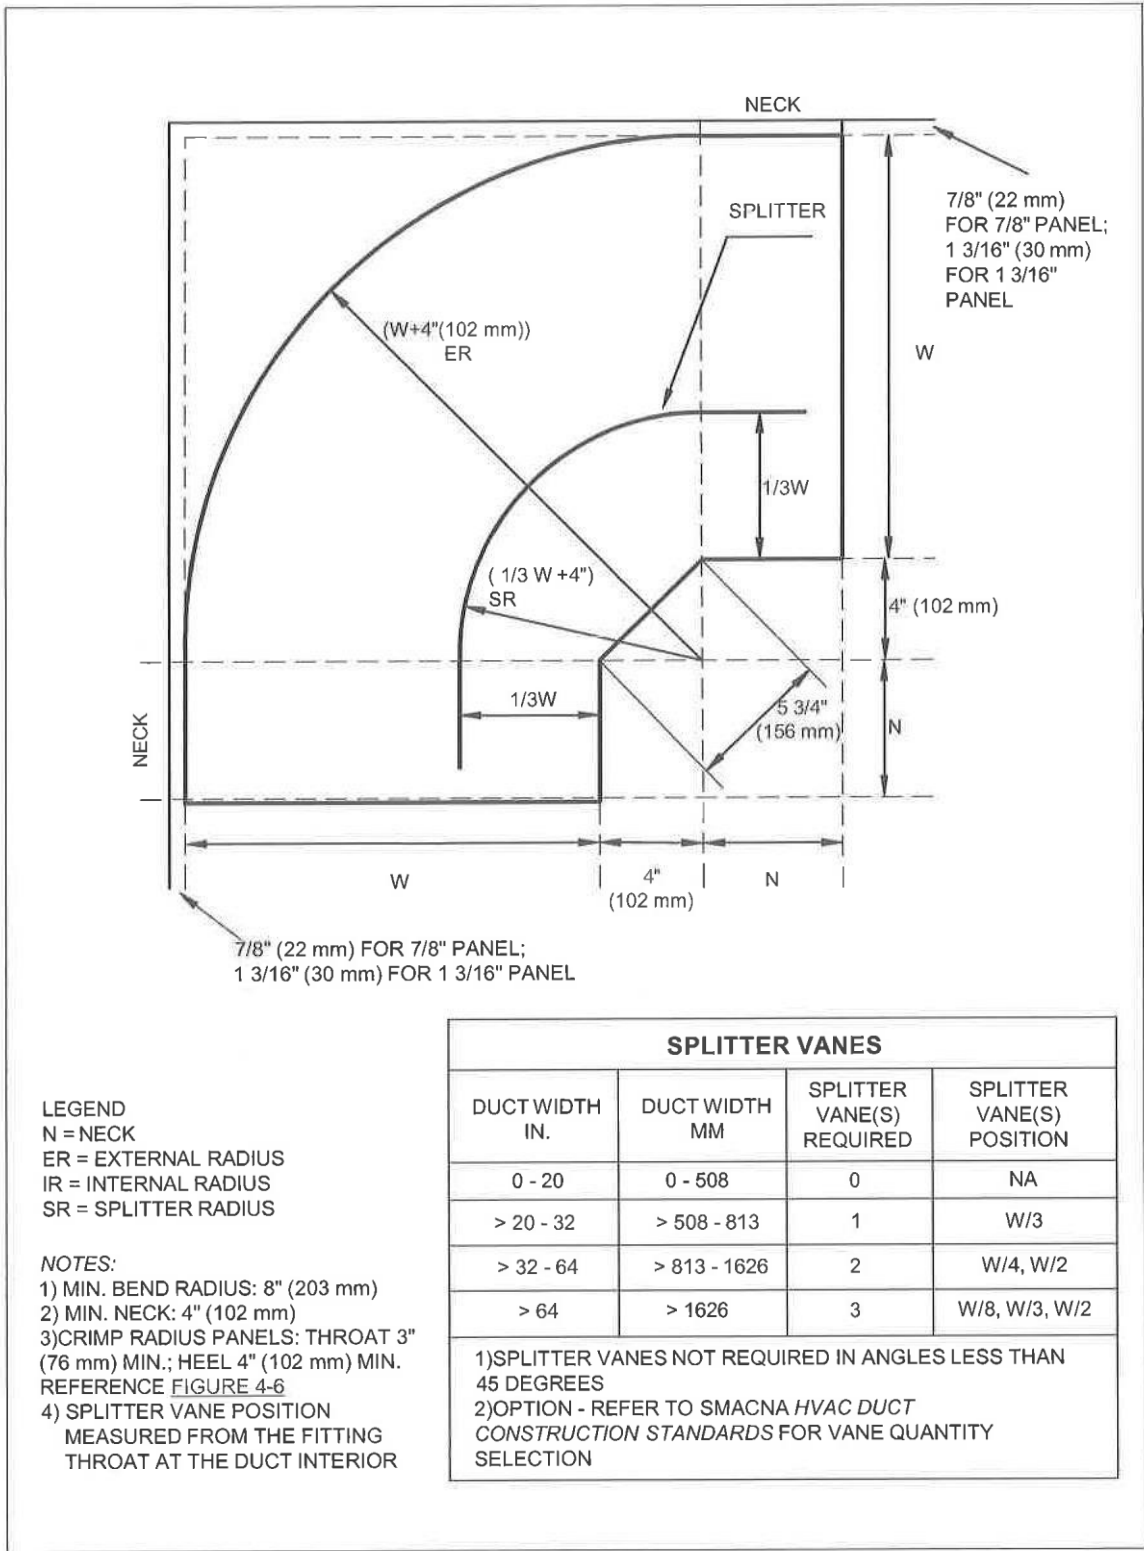 NECK
7/8" (22 mm)
FOR 7/8" PANEL;
1 3/16" (30 mm)
FOR 1 3/16"
PANEL
SPLITTER
(W+4"(102 mm))
ER
W
1/3W
( 1/3 W +4")
SR
4" (102 mm)
1/3W
5 3/4"
(156 mm)
N
NECK
W
4"
(102 mm)
N
7/8" (22 mm) FOR 7/8" PANEL;
1 3/16" (30 mm) FOR 1 3/16" PANEL
LEGEND
N = NECK
ER = EXTERNAL RADIUS
IR = INTERNAL RADIUS
SR = SPLITTER RADIUS
NOTES:
1) MIN. BEND RADIUS: 8" (203 mm)
2) MIN. NECK: 4" (102 mm)
3)CRIMP RADIUS PANELS: THROAT 3"
(76 mm) MIN.; HEEL 4" (102 mm) MIN.
REFERENCE FIGURE 4-6
4) SPLITTER VANE POSITION
MEASURED FROM THE FITTING
THROAT AT THE DUCT INTERIOR
SPLITTER VANES
DUCT WIDTH IN. DUCT WIDTH MM SPLITTER VANE(S) REQUIRED SPLITTER VANE(S) POSITION
0 - 20 0 - 508 0 NA
> 20 - 32 > 508 - 813 1 W/3
> 32 - 64 > 813 - 1626 2 W/4, W/2
> 64 > 1626 3 W/8, W/3, W/2
1)SPLITTER VANES NOT REQUIRED IN ANGLES LESS THAN
45 DEGREES
2)OPTION - REFER TO SMACNA HVAC DUCT
CONSTRUCTION STANDARDS FOR VANE QUANTITY
SELECTION